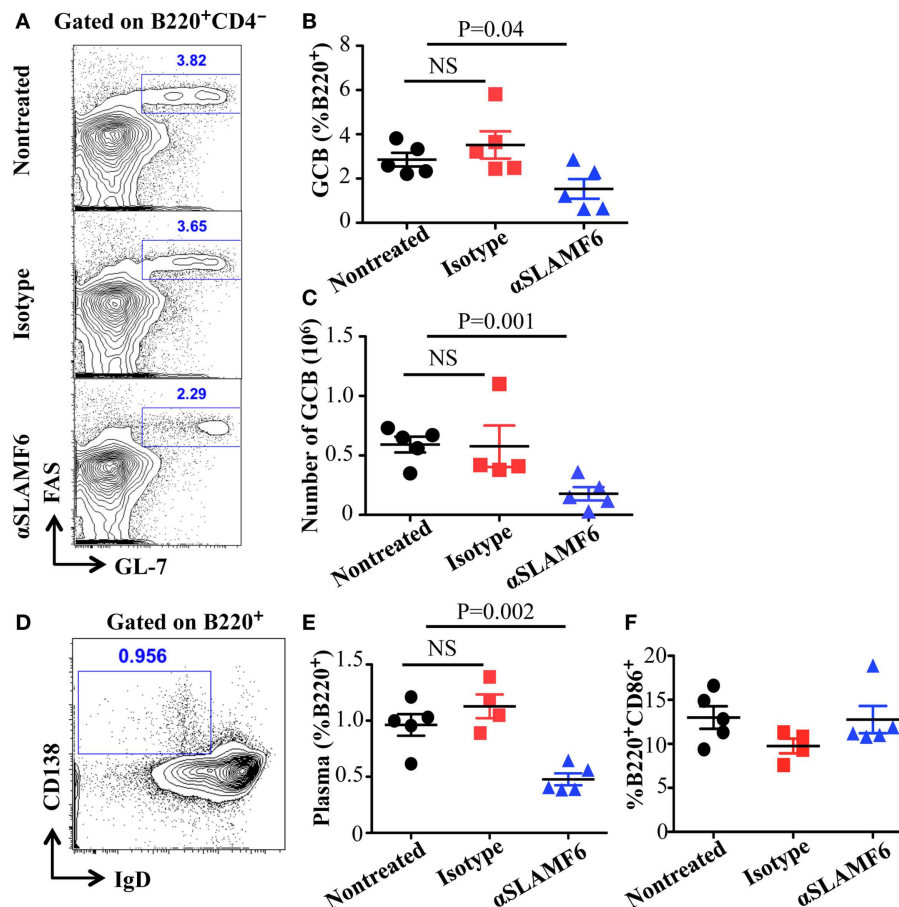 A
Gated on B220⁺CD4⁻
Nontreated
3.82
Isotype
3.65
αSLAMF6
2.29
FAS
GL-7
B
P=0.04
NS
GCB (%B220⁺)
8
6
4
2
0
Nontreated
Isotype
αSLAMF6
C
P=0.001
NS
Number of GCB (10⁶)
1.5
1.0
0.5
0
Nontreated
Isotype
αSLAMF6
D
Gated on B220⁺
0.956
CD138
IgD
E
P=0.002
NS
Plasma (%B220⁺)
1.5
1.0
0.5
0
Nontreated
Isotype
αSLAMF6
F
%B220⁺CD86⁺
20
15
10
5
0
Nontreated
Isotype
αSLAMF6